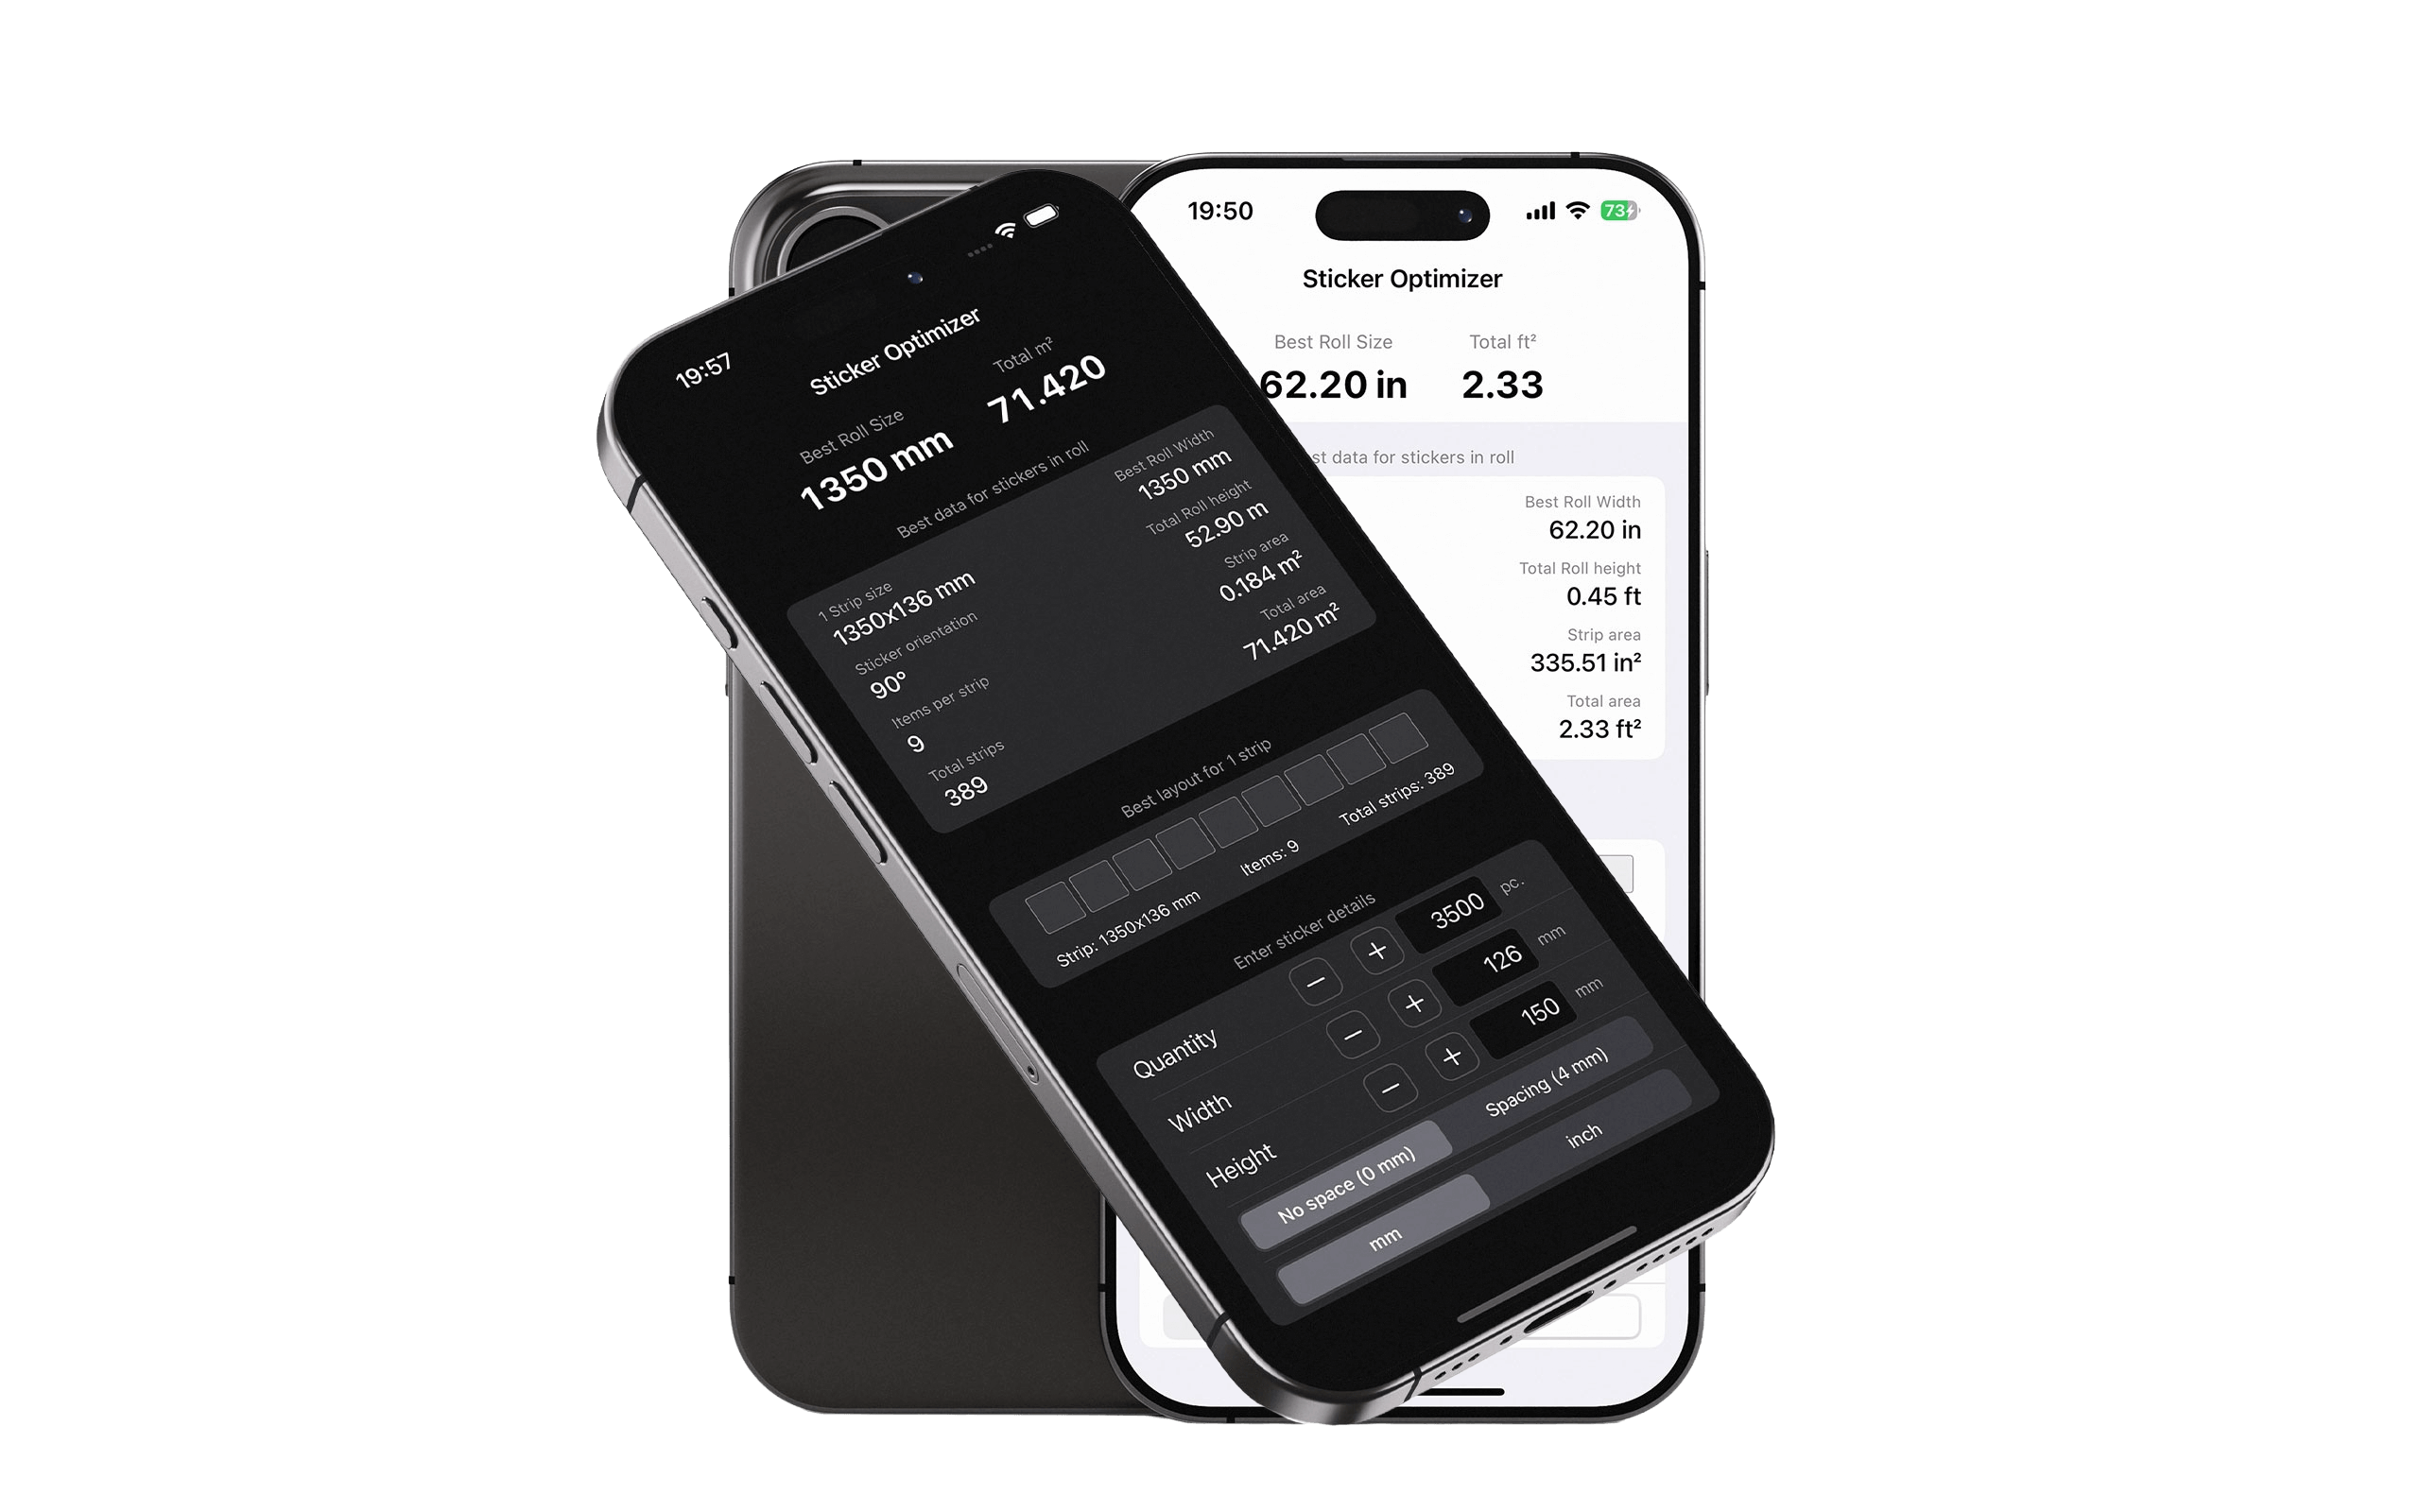 19:57
Sticker Optimizer
Best Roll Size
1350 mm
Total m²
71.420
Best data for stickers in roll
1 Strip size
1350x136 mm
Sticker orientation
90°
Items per strip
9
Total strips
389
Best Roll Width
1350 mm
Total Roll height
52.90 m
Strip area
0.184 m²
Total area
71.420 m²
Best layout for 1 strip
Strip: 1350x136 mm
Items: 9
Total strips: 389
Enter sticker details
Quantity − + 3500 pc.
Width − + 126 mm
Height − + 150 mm
No space (0 mm) Spacing (4 mm)
mm inch
19:50
73
Sticker Optimizer
Best Roll Size
62.20 in
Total ft²
2.33
data for stickers in roll
Best Roll Width
62.20 in
Total Roll height
0.45 ft
Strip area
335.51 in²
Total area
2.33 ft²